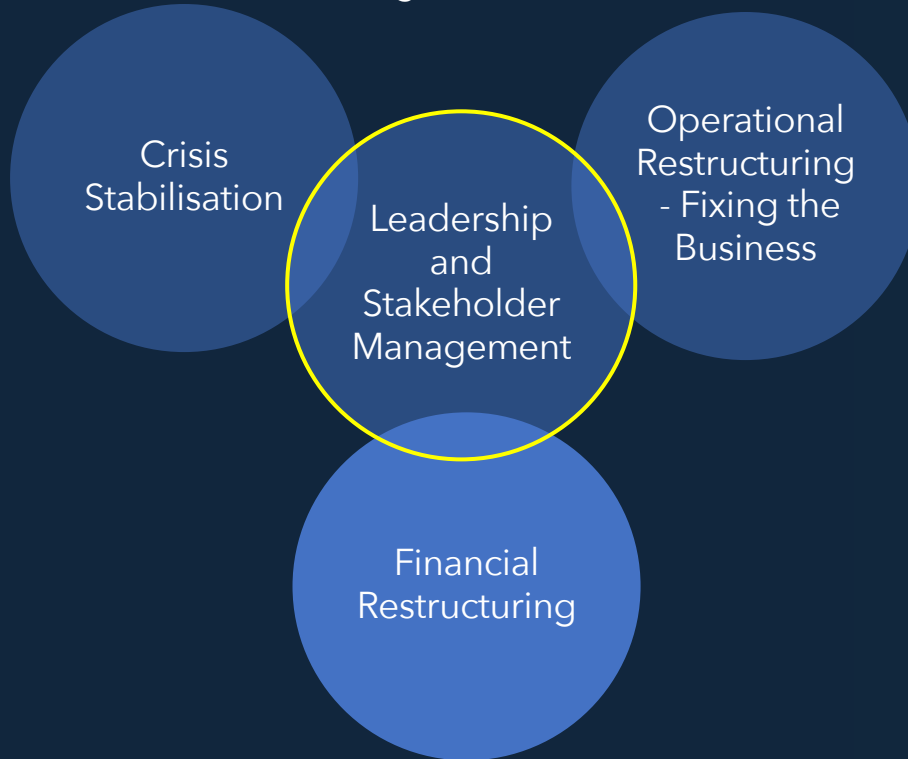 Crisis
Stabilisation
Leadership
and
Stakeholder
Management
Operational
Restructuring
- Fixing the
Business
Financial
Restructuring